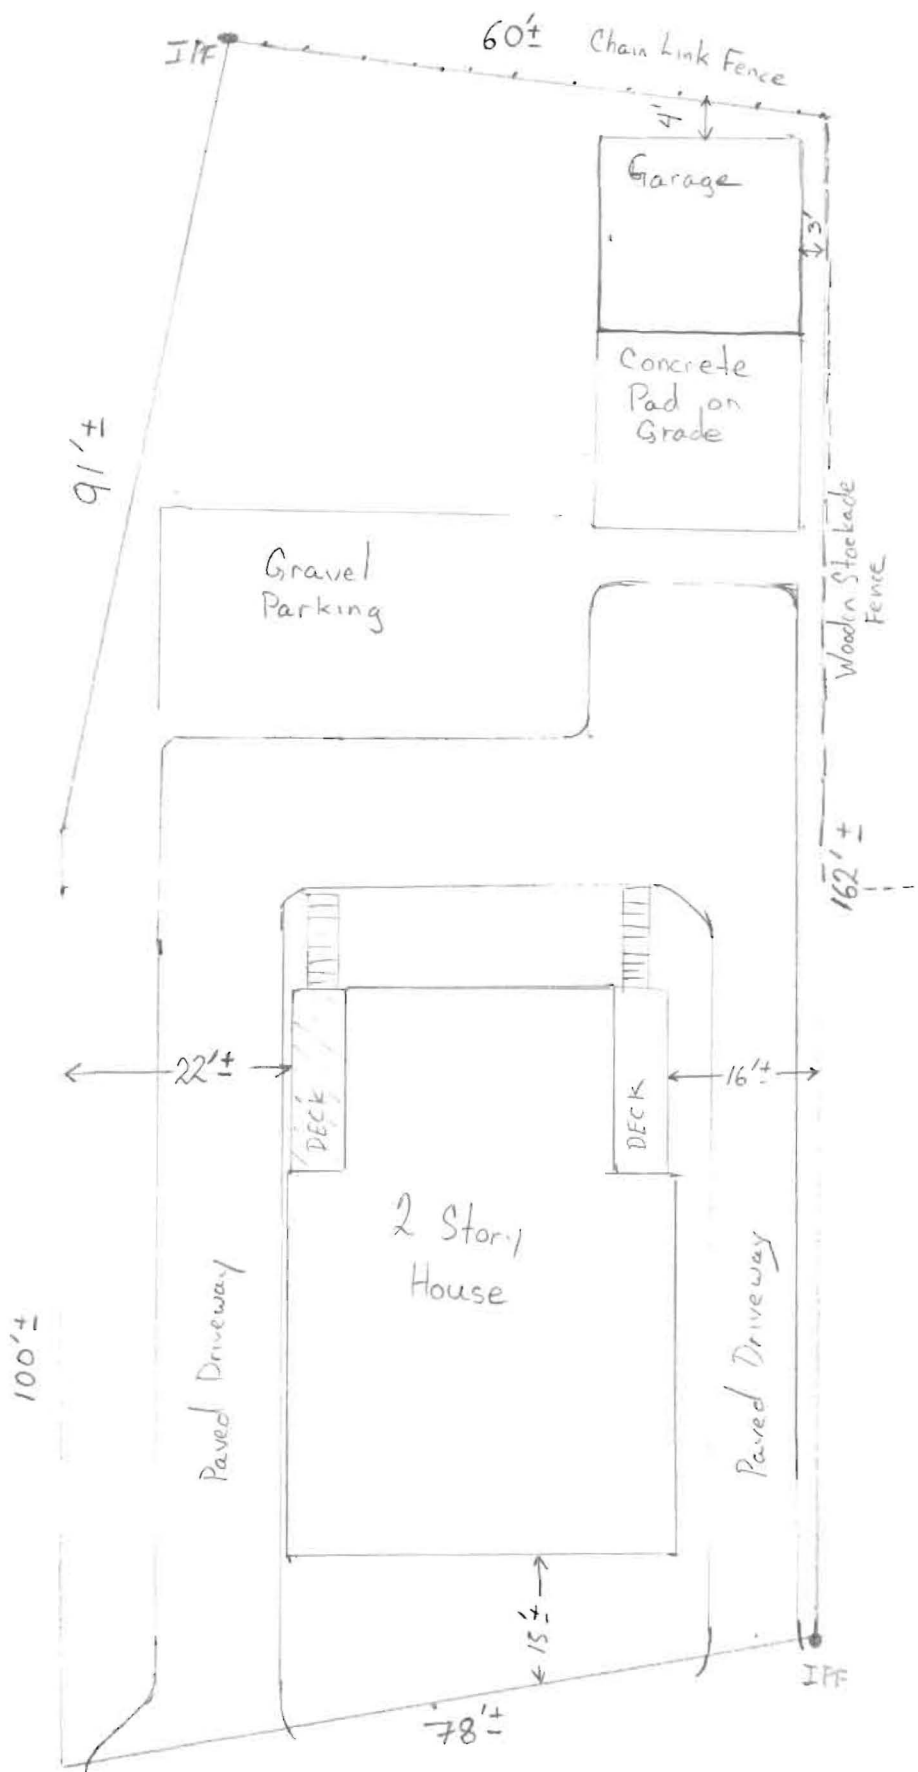 60'±
Chain Link Fence
IPF
4'
Garage
3'
Concrete
Pad on
Grade
91'±
Wooden Stockade
Fence
Gravel
Parking
162'±
22'±
16'±
DECK
DECK
2 Story
House
100'±
Paved Driveway
Paved Driveway
15'±
IPF
78'±